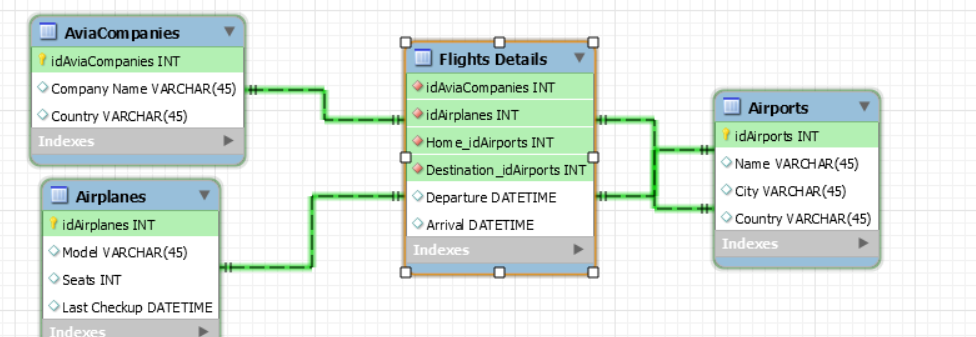 AviaCompanies
idAviaCompanies INT
Company Name VARCHAR(45)
Country VARCHAR(45)
Indexes
Airplanes
idAirplanes INT
Model VARCHAR(45)
Seats INT
Last Checkup DATETIME
Indexes
Flights Details
idAviaCompanies INT
idAirplanes INT
Home_idAirports INT
Destination_idAirports INT
Departure DATETIME
Arrival DATETIME
Indexes
Airports
idAirports INT
Name VARCHAR(45)
City VARCHAR(45)
Country VARCHAR(45)
Indexes